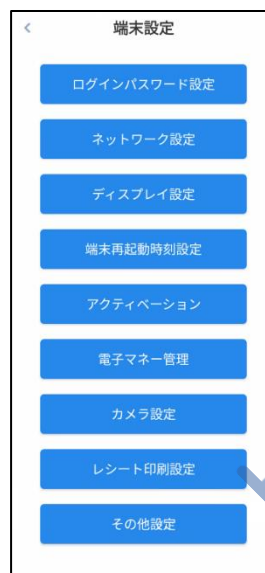 端末設定
ログインパスワード設定
ネットワーク設定
ディスプレイ設定
端末再起動時刻設定
アクティベーション
電子マネー管理
カメラ設定
レシート印刷設定
その他設定